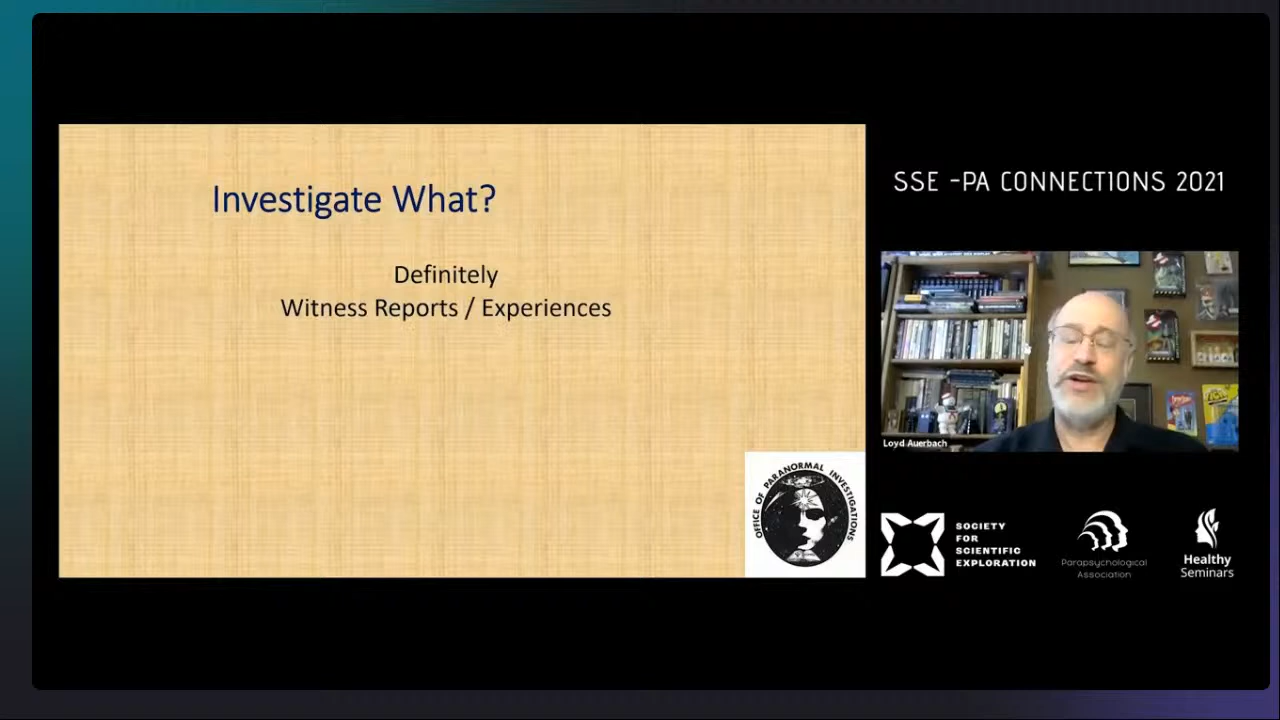 Investigate What?
Definitely
Witness Reports / Experiences
OFFICE OF PARANORMAL INVESTIGATIONS
SSE -PA CONNECTIONS 2021
Loyd Auerbach
SOCIETY
FOR
SCIENTIFIC
EXPLORATION
Parapsychological
Association
Healthy
Seminars